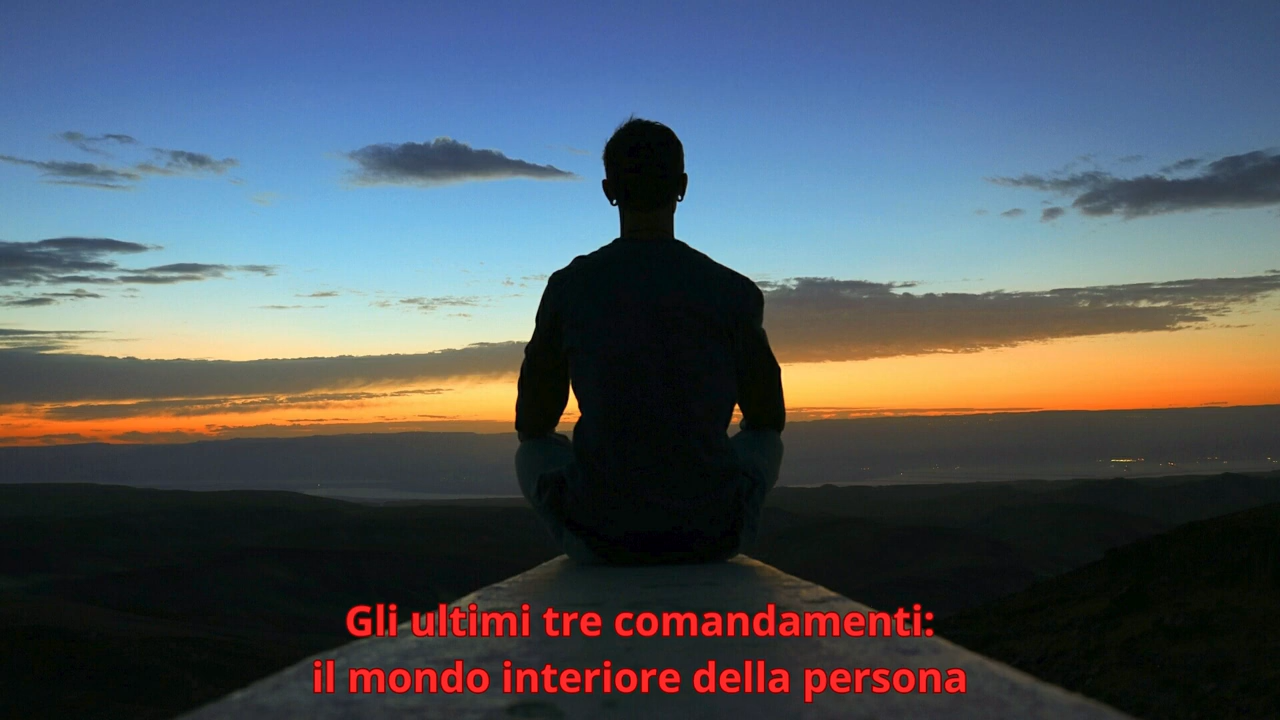 Gli ultimi tre comandamenti:
il mondo interiore della persona